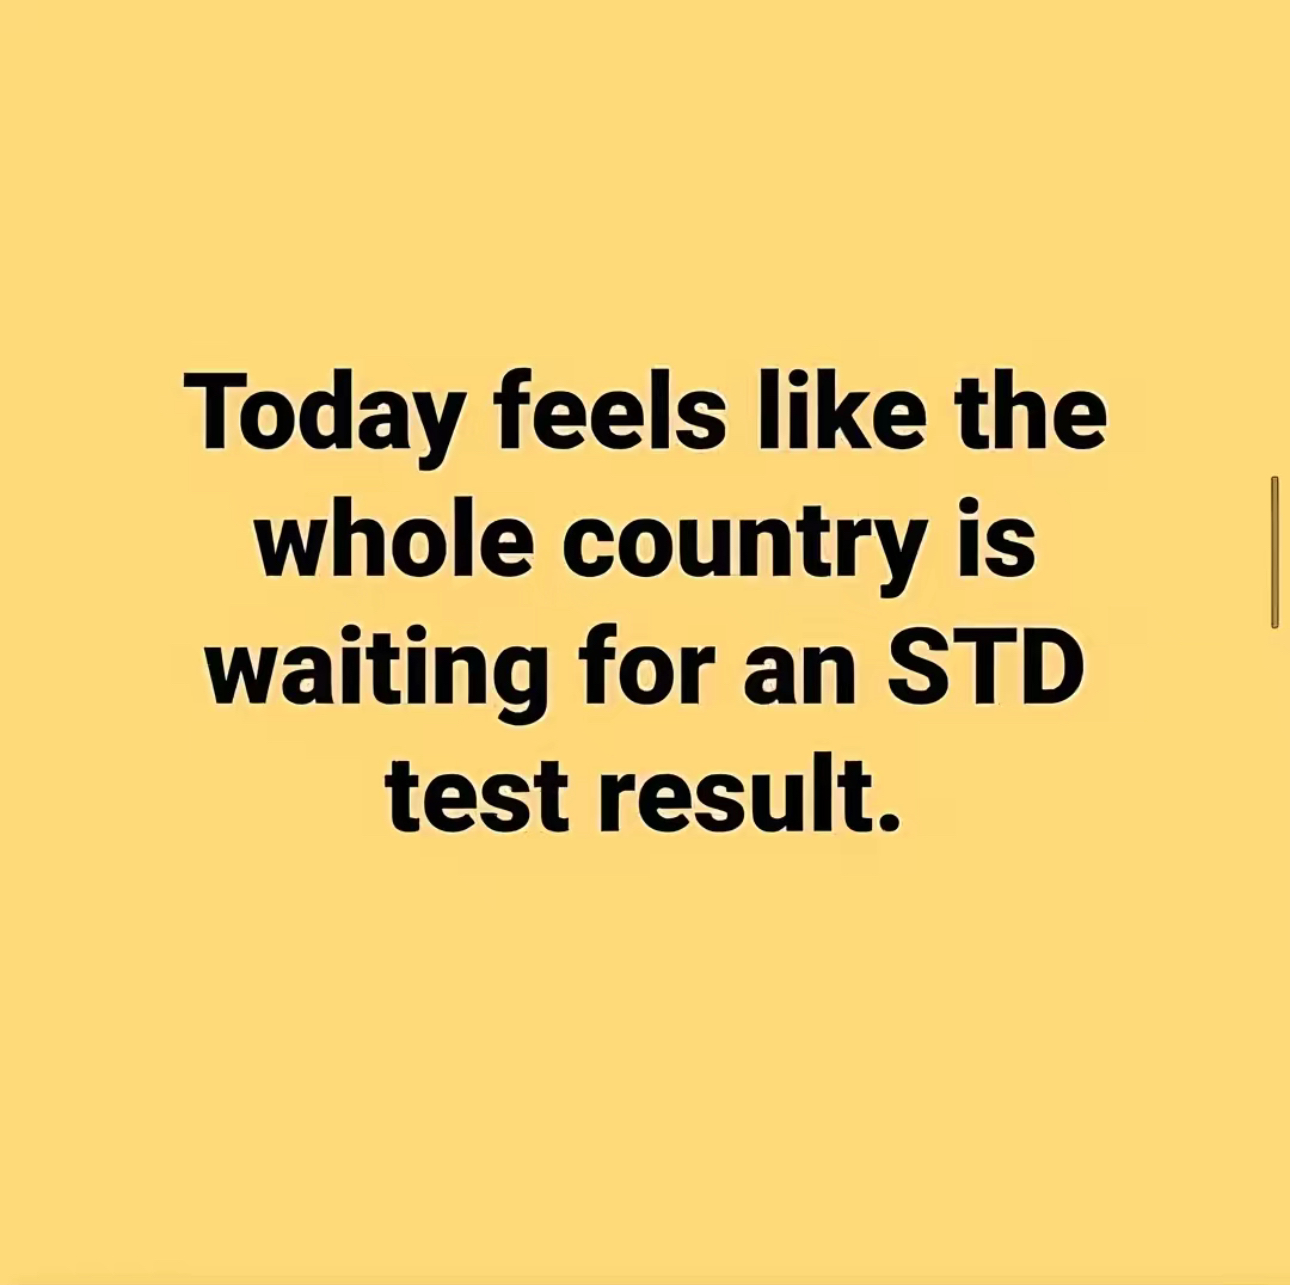 Today feels like the
whole country is
waiting for an STD
test result.